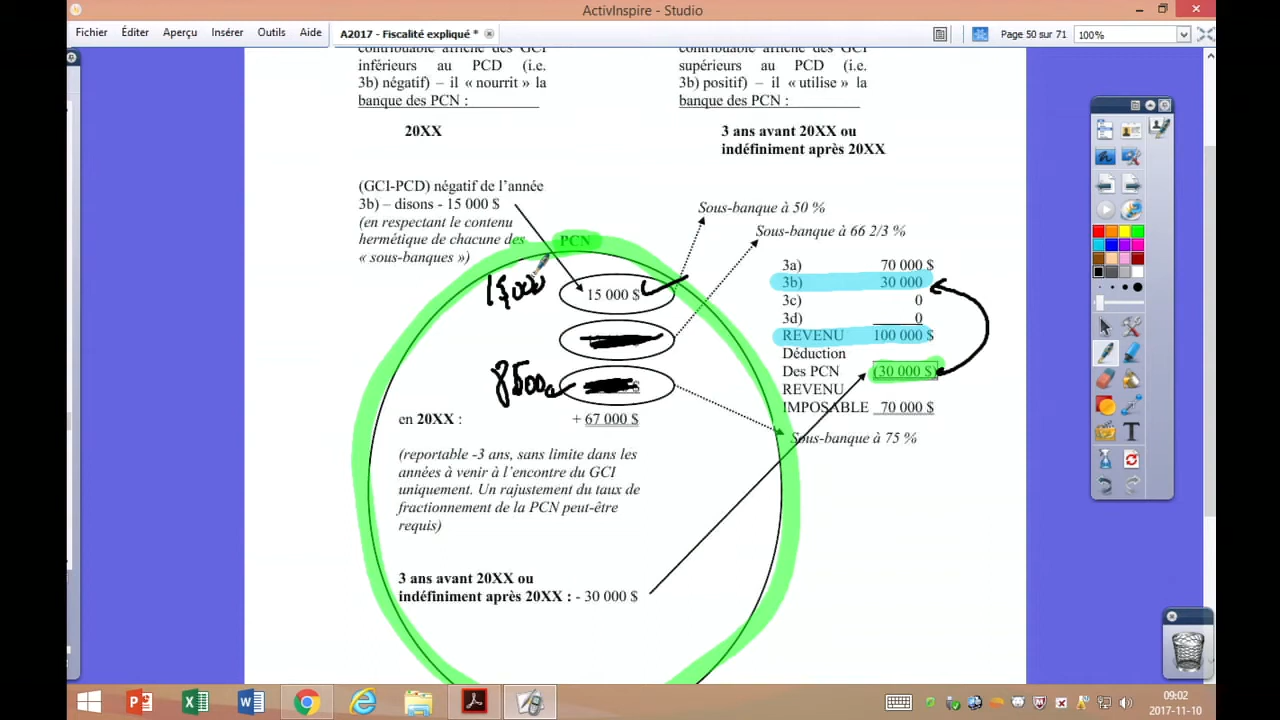 ActivInspire - Studio
Fichier Éditer Aperçu Insérer Outils Aide
A2017 - Fiscalité expliqué *
Page 50 sur 71
100%
contribuable affiche des GCI
inférieurs au PCD (i.e.
3b) négatif) – il « nourrit » la
banque des PCN :
contribuable affiche des GCI
supérieurs au PCD (i.e.
3b) positif) – il « utilise » la
banque des PCN :
20XX
3 ans avant 20XX ou
indéfiniment après 20XX
(GCI-PCD) négatif de l'année
3b) – disons - 15 000 $
(en respectant le contenu
hermétique de chacune des
« sous-banques »)
PCN
Sous-banque à 50 %
Sous-banque à 66 2/3 %
15000
15 000 $
8500
en 20XX :
+ 67 000 $
(reportable -3 ans, sans limite dans les
années à venir à l'encontre du GCI
uniquement. Un rajustement du taux de
fractionnement de la PCN peut-être
requis)
3 ans avant 20XX ou
indéfiniment après 20XX : - 30 000 $
3a) 70 000 $
3b) 30 000
3c) 0
3d) 0
REVENU 100 000 $
Déduction
Des PCN (30 000 $)
REVENU
IMPOSABLE 70 000 $
Sous-banque à 75 %
09:02
2017-11-10